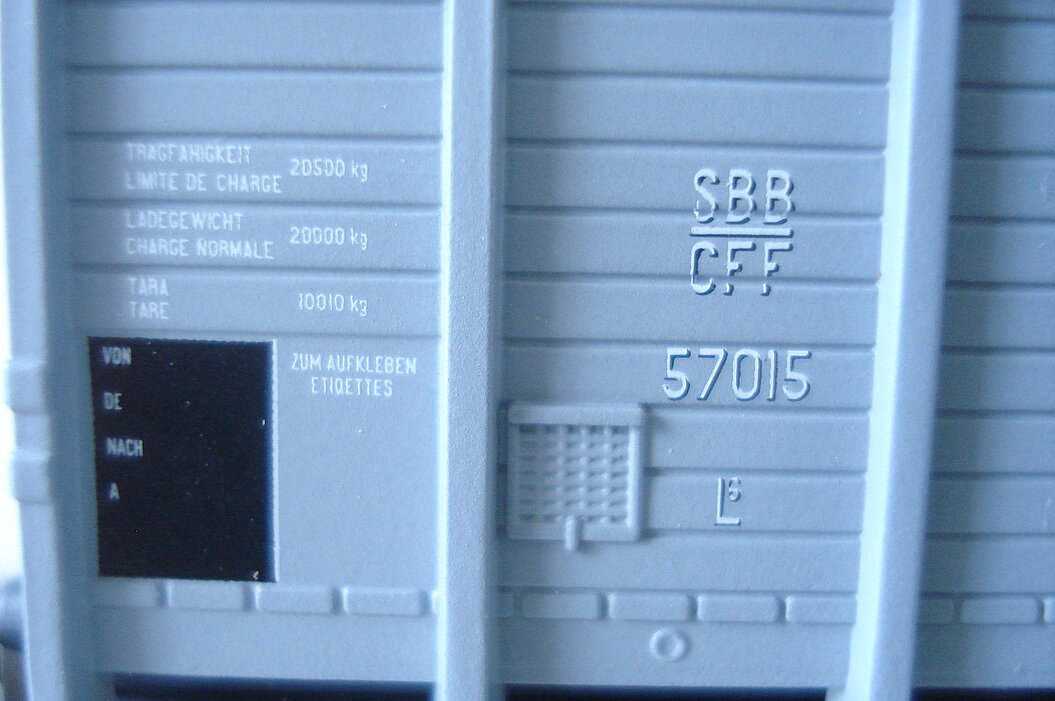 TRAGFAHIGKEIT
LIMITE DE CHARGE
20500 kg
LADEGEWICHT
CHARGE NORMALE
20000 kg
TARA
TARE
10010 kg
VON
DE
NACH
A
ZUM AUFKLEBEN
ETIQETTES
SBB
CFF
57015
L6